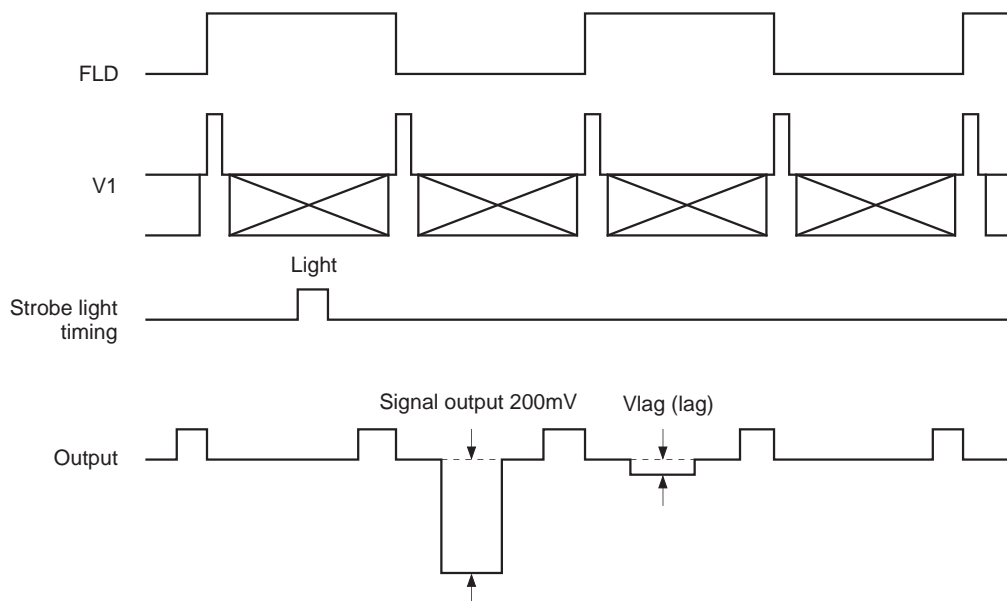 FLD
V1
Light
Strobe light
timing
Signal output 200mV
Vlag (lag)
Output